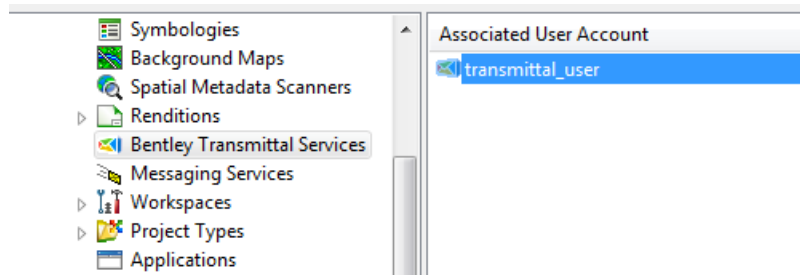 Symbologies
Background Maps
Spatial Metadata Scanners
Renditions
Bentley Transmittal Services
Messaging Services
Workspaces
Project Types
Applications
Associated User Account
transmittal_user